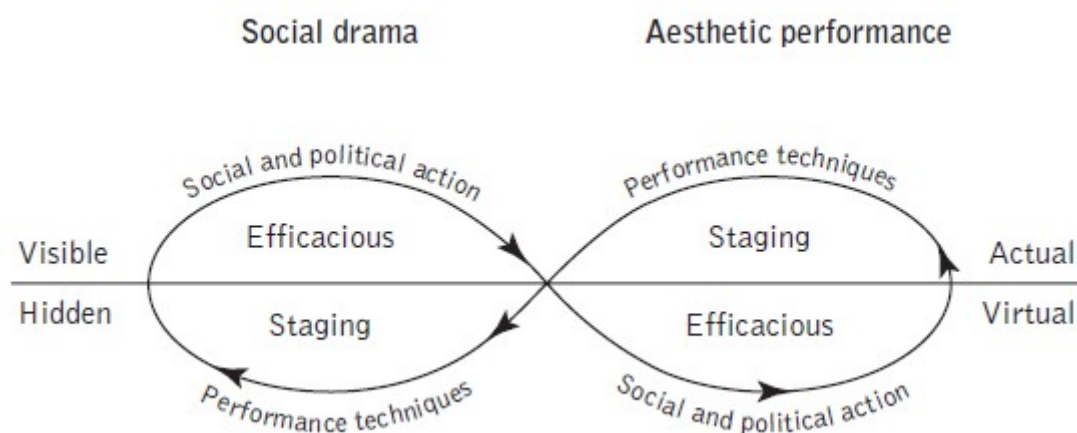 Social drama
Aesthetic performance
Social and political action
Performance techniques
Efficacious
Staging
Visible
Actual
Hidden
Virtual
Staging
Efficacious
Performance techniques
Social and political action